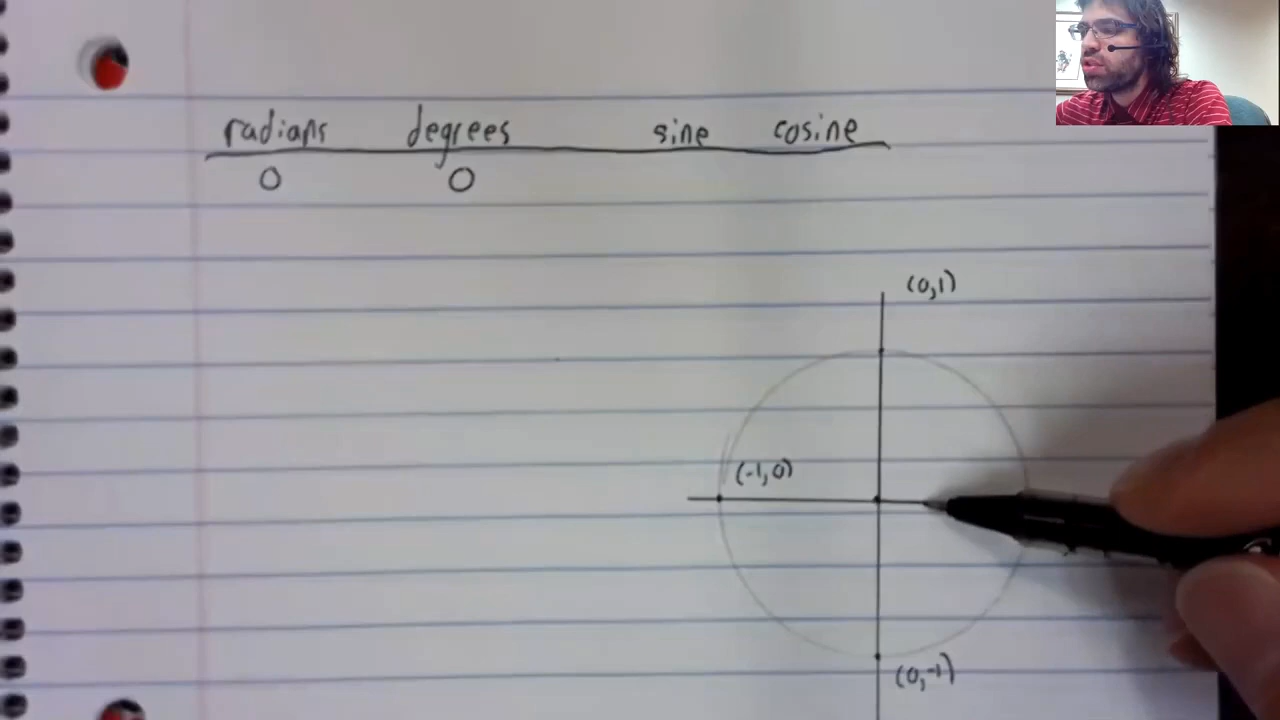 radians degrees sine cosine
0 0
(0,1)
(-1,0)
(0,-1)